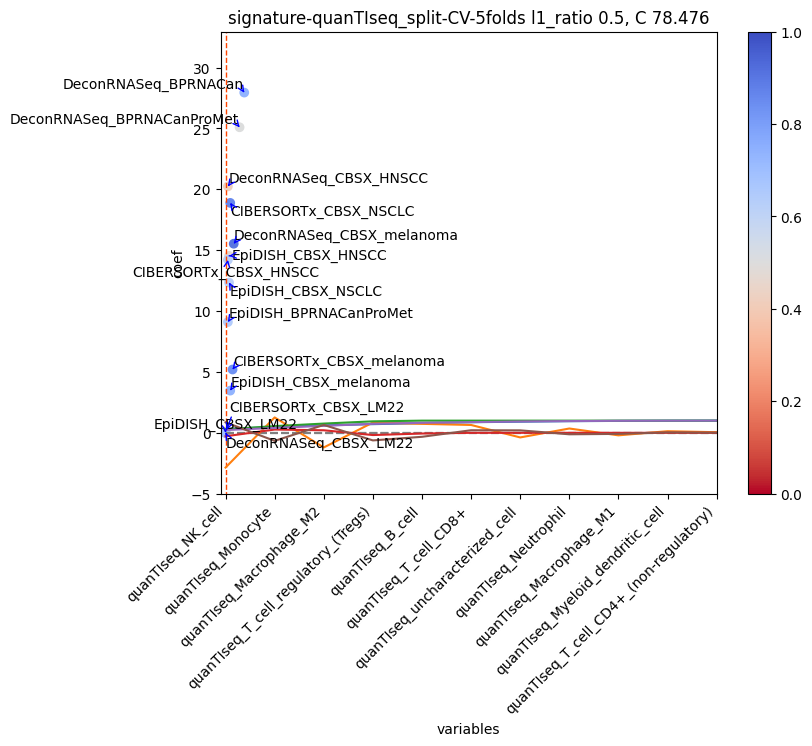 signature-quanTIseq_split-CV-5folds l1_ratio 0.5, C 78.476
30
25
20
15
10
5
0
−5
coef
DeconRNASeq_BPRNACan
DeconRNASeq_BPRNACanProMet
DeconRNASeq_CBSX_HNSCC
CIBERSORTx_CBSX_NSCLC
DeconRNASeq_CBSX_melanoma
EpiDISH_CBSX_HNSCC
CIBERSORTx_CBSX_HNSCC
EpiDISH_CBSX_NSCLC
EpiDISH_BPRNACanProMet
CIBERSORTx_CBSX_melanoma
EpiDISH_CBSX_melanoma
CIBERSORTx_CBSX_LM22
EpiDISH_CBSX_LM22
DeconRNASeq_CBSX_LM22
1.0
0.8
0.6
0.4
0.2
0.0
quanTIseq_NK_cell
quanTIseq_Monocyte
quanTIseq_Macrophage_M2
quanTIseq_T_cell_regulatory_(Tregs)
quanTIseq_B_cell
quanTIseq_T_cell_CD8+
quanTIseq_uncharacterized_cell
quanTIseq_Neutrophil
quanTIseq_Macrophage_M1
quanTIseq_Myeloid_dendritic_cell
quanTIseq_T_cell_CD4+_(non-regulatory)
variables